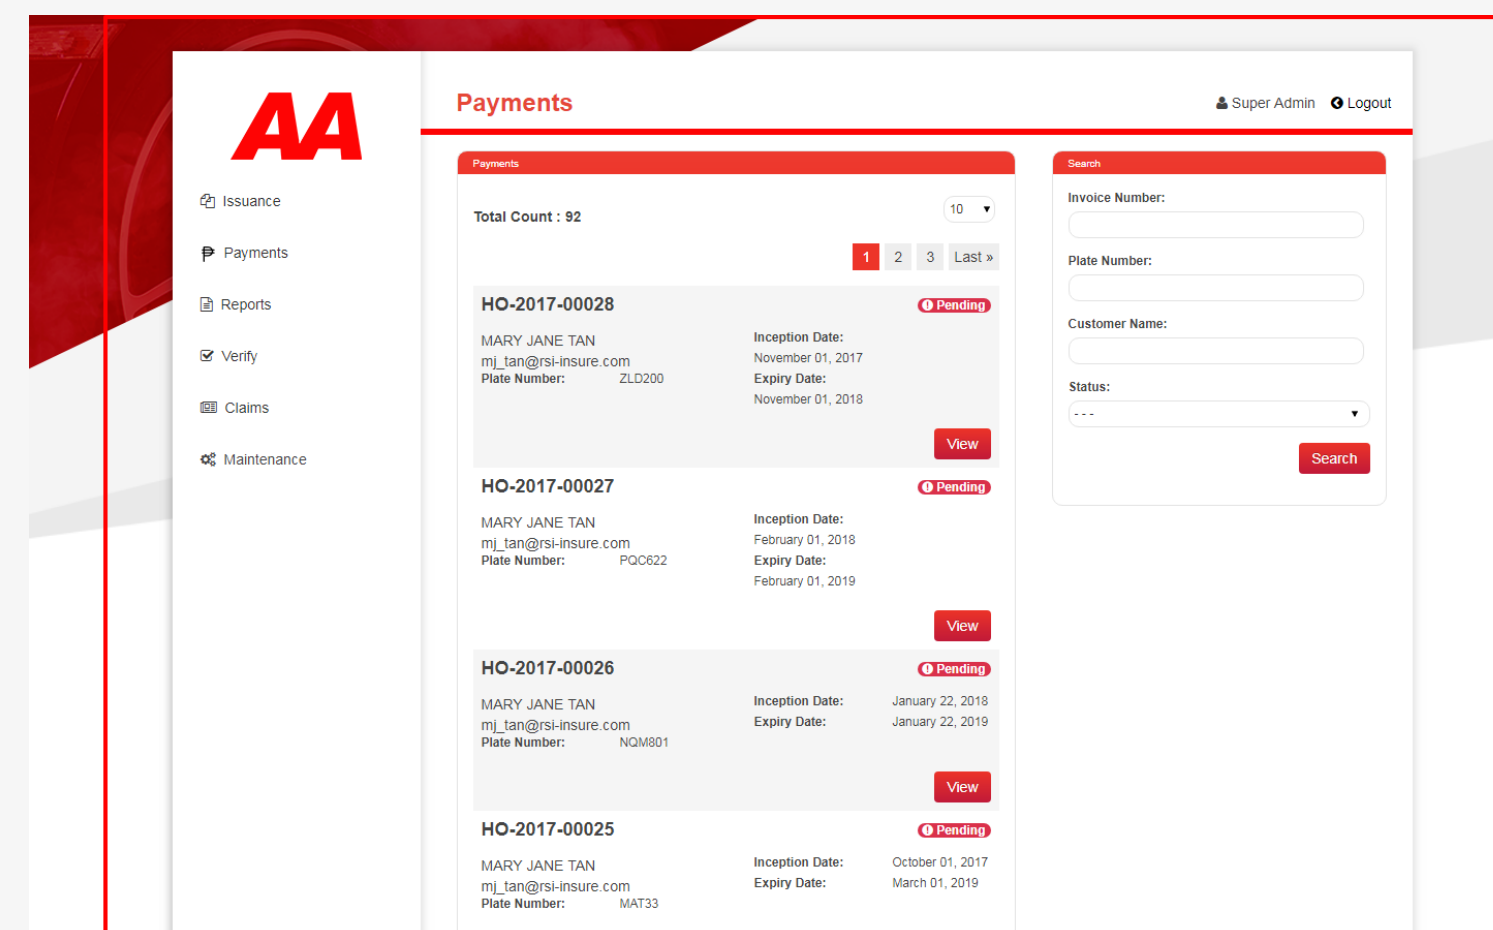 AA
Issuance
Payments
Reports
Verify
Claims
Maintenance
Payments
Super Admin Logout
Payments
Total Count : 92
10
1 2 3 Last »
HO-2017-00028
Pending
MARY JANE TAN
mj_tan@rsi-insure.com
Plate Number: ZLD200
Inception Date:
November 01, 2017
Expiry Date:
November 01, 2018
View
HO-2017-00027
Pending
MARY JANE TAN
mj_tan@rsi-insure.com
Plate Number: PQC622
Inception Date:
February 01, 2018
Expiry Date:
February 01, 2019
View
HO-2017-00026
Pending
MARY JANE TAN
mj_tan@rsi-insure.com
Plate Number: NQM801
Inception Date: January 22, 2018
Expiry Date: January 22, 2019
View
HO-2017-00025
Pending
MARY JANE TAN
mj_tan@rsi-insure.com
Plate Number: MAT33
Inception Date: October 01, 2017
Expiry Date: March 01, 2019
Search
Invoice Number:
Plate Number:
Customer Name:
Status:
---
Search